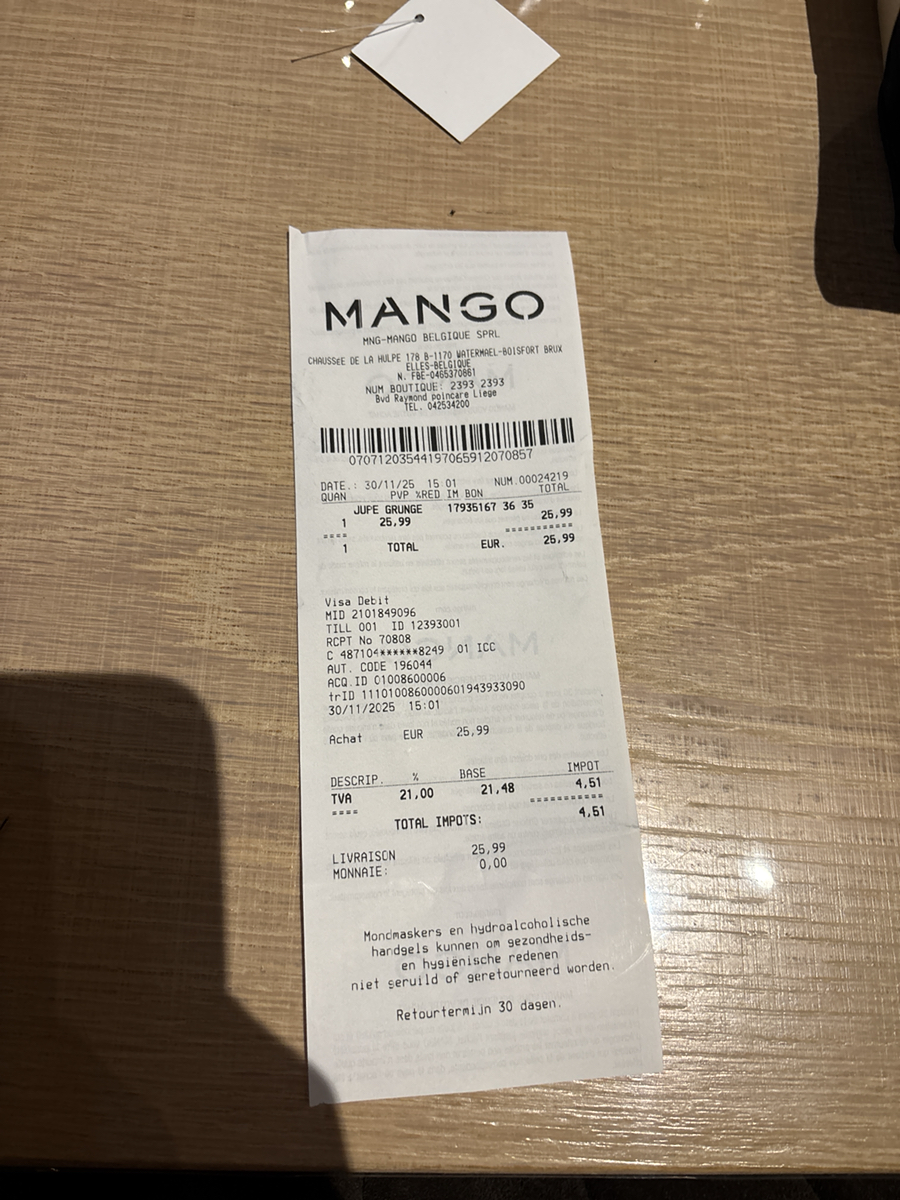 MANGO
MNG-MANGO BELGIQUE SPRL
CHAUSSéE DE LA HULPE 178 B-1170 WATERMAEL-BOISFORT BRUX
ELLES-BELGIQUE
N. FBE-0465370861
NUM BOUTIQUE: 2393 2393
Bvd Raymond poincare Liege
TEL. 042534200
07071203544197065912070857
DATE.: 30/11/25 15 01 NUM.00024219
QUAN PVP %RED IM BON TOTAL
JUPE GRUNGE 17935167 36 35
1 25,99 25,99
==== ===========
1 TOTAL EUR. 25,99
Visa Debit
MID 2101849096
TILL 001 ID 12393001
RCPT No 70808
C 487104******8249 01 ICC
AUT. CODE 196044
ACQ.ID 01008600006
trID 1110100860000601943933090
30/11/2025 15:01
Achat EUR 25,99
DESCRIP. % BASE IMPOT
TVA 21,00 21,48 4,51
==== ===========
TOTAL IMPOTS: 4,51
LIVRAISON 25,99
MONNAIE: 0,00
Mondmaskers en hydroalcoholische
handgels kunnen om gezondheids-
en hygiënische redenen
niet geruild of geretourneerd worden.
Retourtermijn 30 dagen.